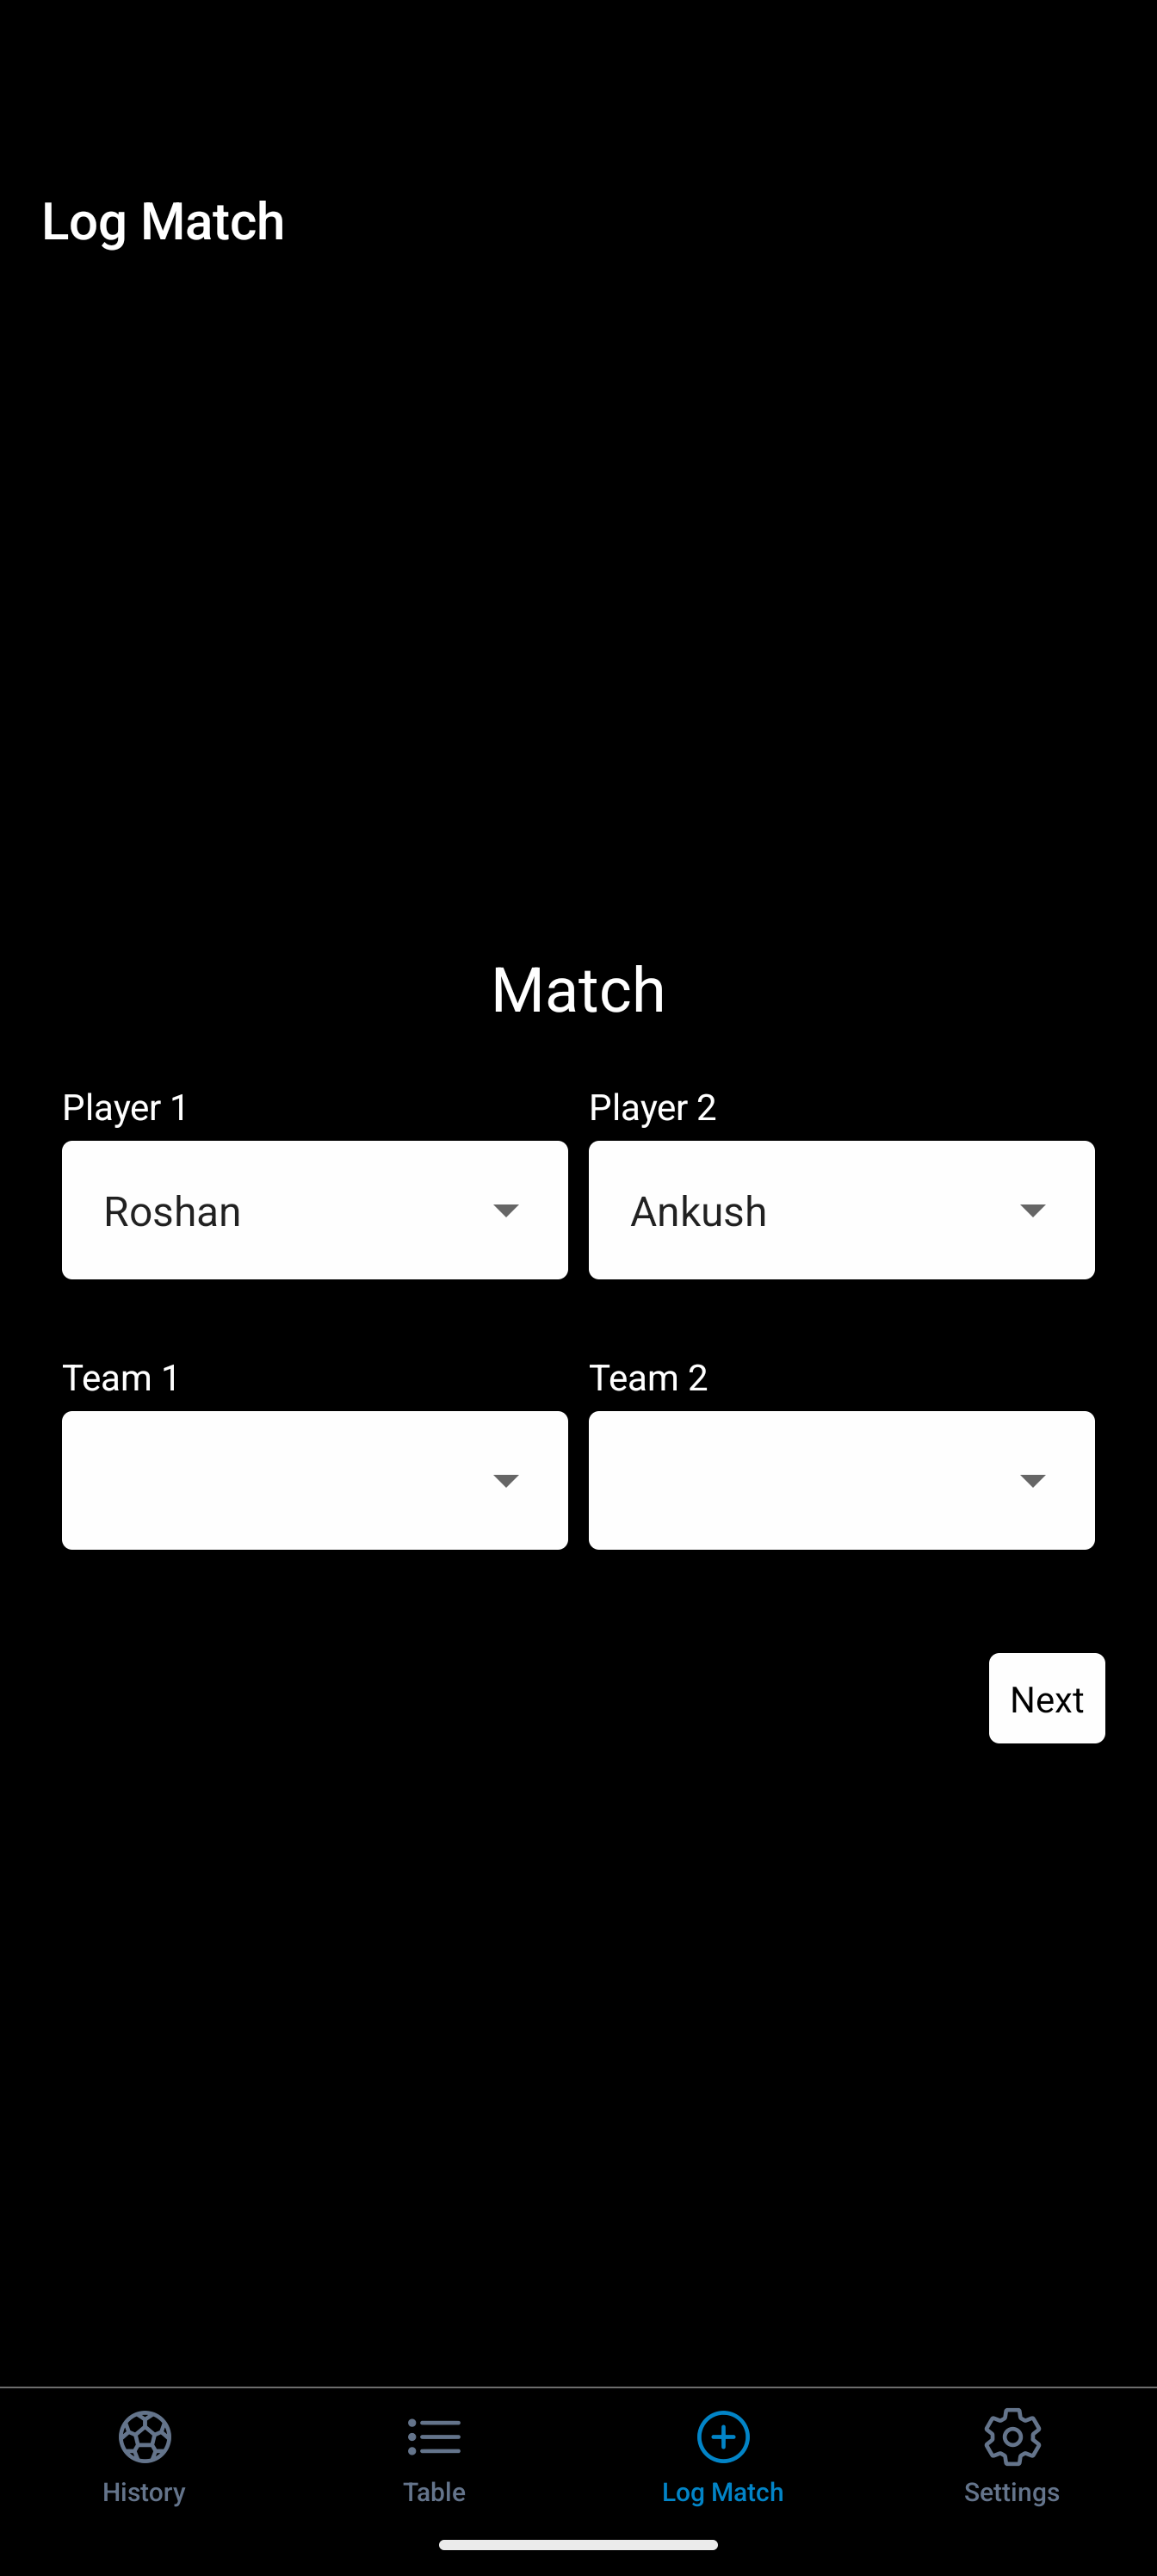 Log Match
Match
Player 1 Player 2
Roshan Ankush
Team 1 Team 2
Next
History Table Log Match Settings